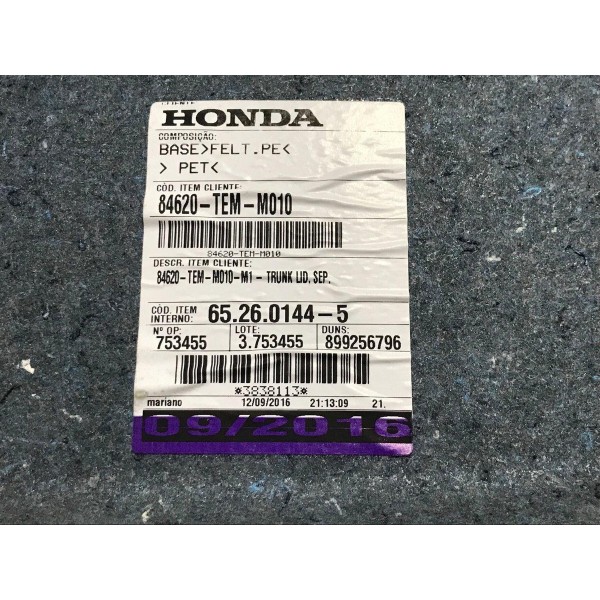 CLIENTE
HONDA
COMPOSIÇÃO:
BASE>FELT.PE<
> PET<
CÓD. ITEM CLIENTE:
84620-TEM-M010
84620-TEM-M010
DESCR. ITEM CLIENTE:
84620-TEM-M010-M1 - TRUNK LID, SEP.
CÓD. ITEM INTERNO: 65.26.0144-5
Nº OP: LOTE: DUNS:
753455 3.753455 899256796
*3838113*
mariano 12/09/2016 21:13:09 21.
09/2016